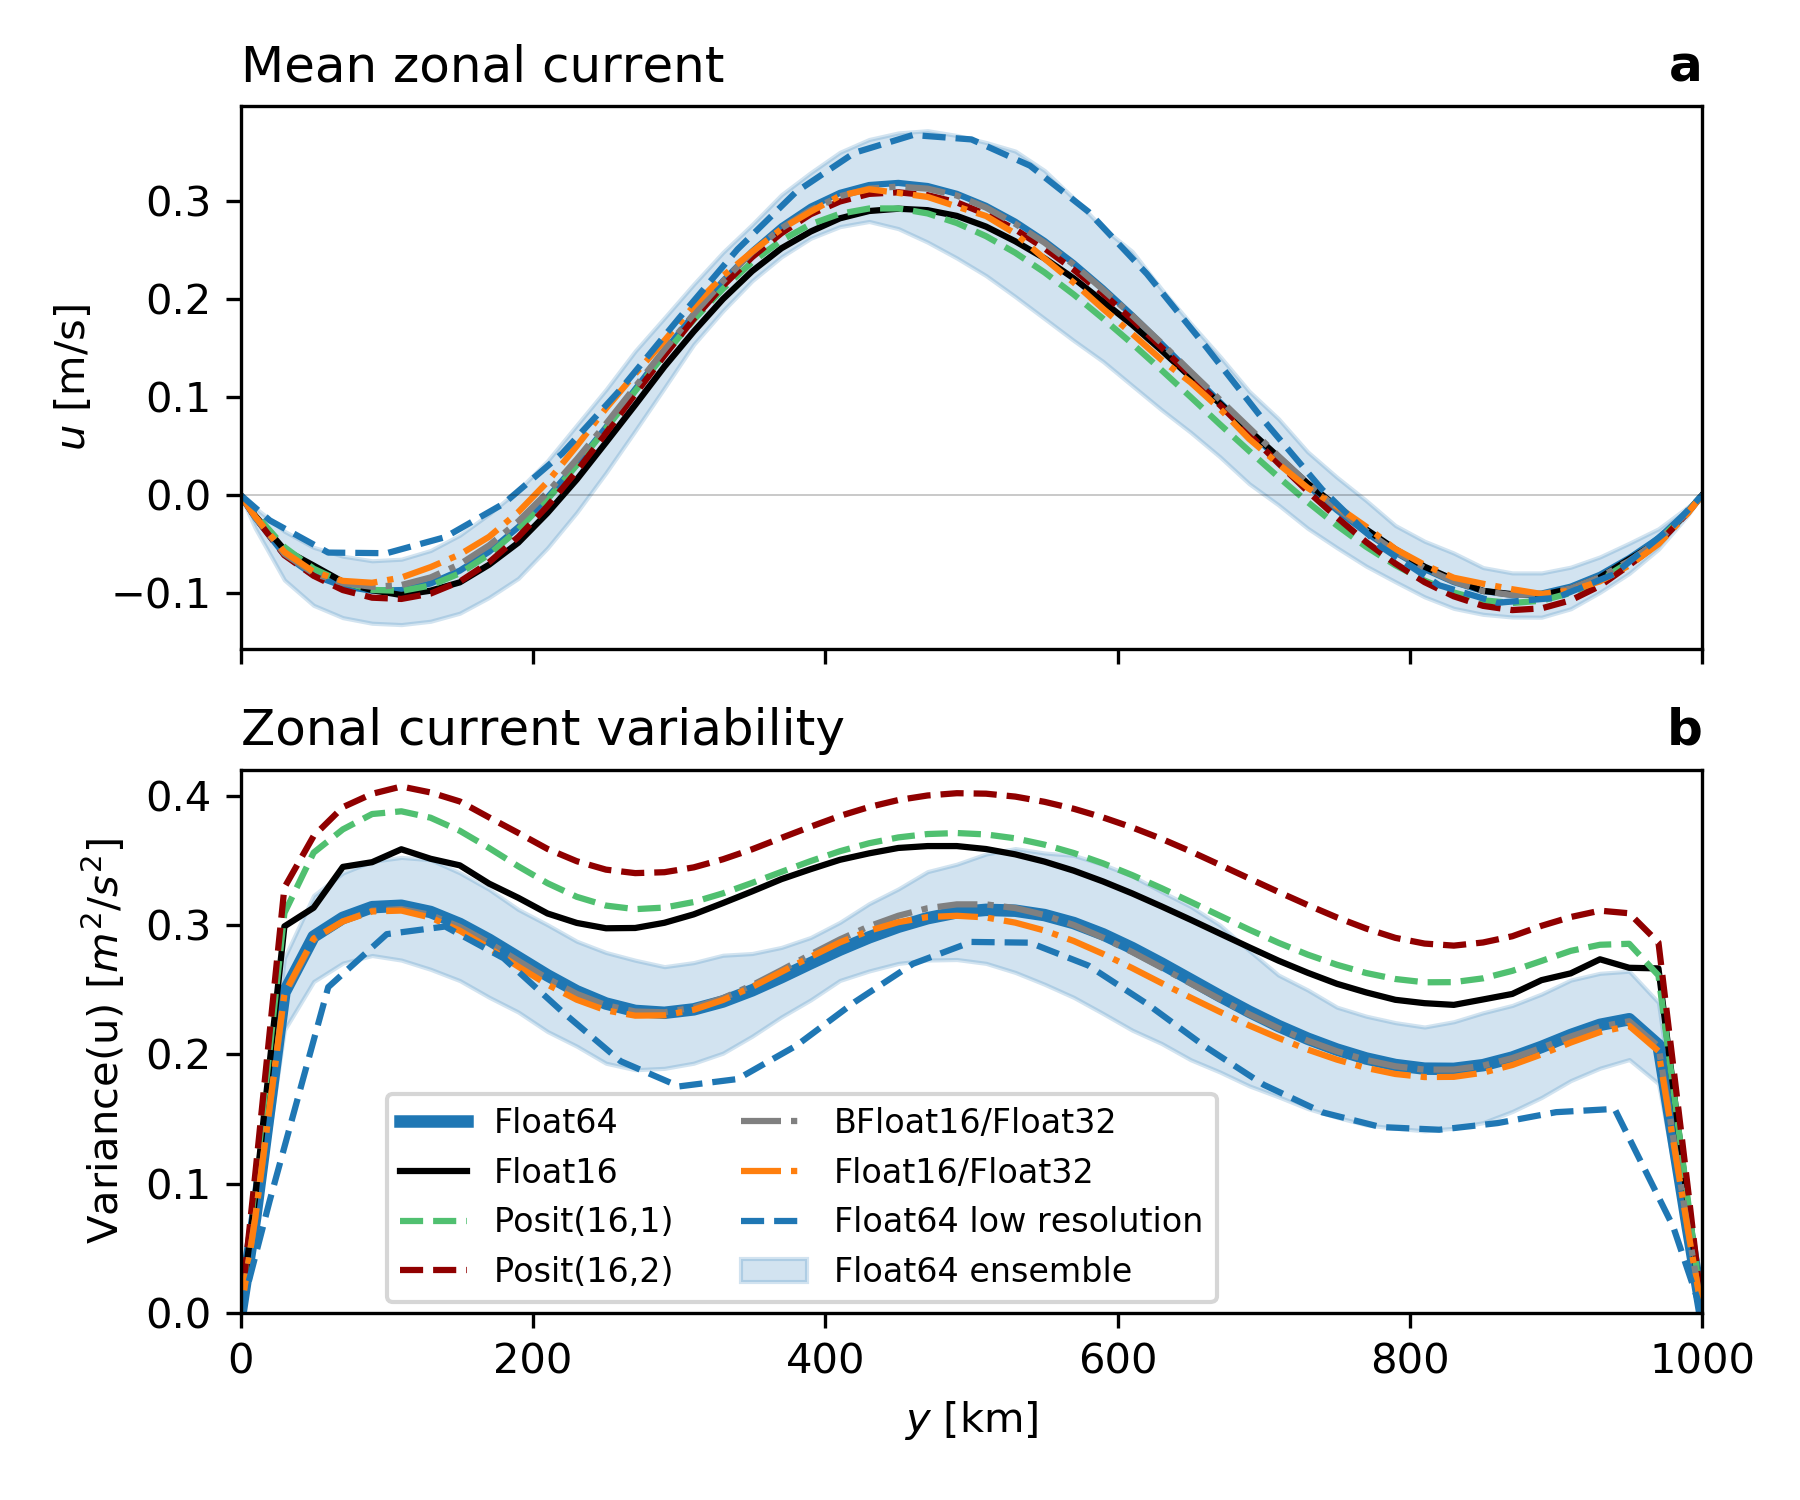 Mean zonal current a
0.3
0.2
0.1
0.0
−0.1
u [m/s]
Zonal current variability b
0.4
0.3
0.2
0.1
0.0
Variance(u) [m²/s²]
Float64
Float16
Posit(16,1)
Posit(16,2)
BFloat16/Float32
Float16/Float32
Float64 low resolution
Float64 ensemble
0 200 400 600 800 1000
y [km]